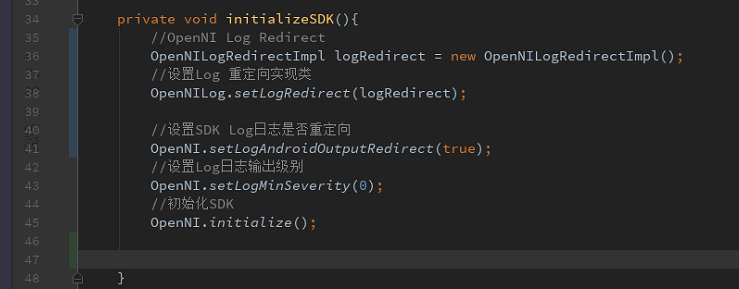 33
34 private void initializeSDK(){
35 //OpenNI Log Redirect
36 OpenNILogRedirectImpl logRedirect = new OpenNILogRedirectImpl();
37 //设置Log 重定向实现类
38 OpenNILog.setLogRedirect(logRedirect);
39
40 //设置SDK Log日志是否重定向
41 OpenNI.setLogAndroidOutputRedirect(true);
42 //设置Log日志输出级别
43 OpenNI.setLogMinSeverity(0);
44 //初始化SDK
45 OpenNI.initialize();
46
47
48 }